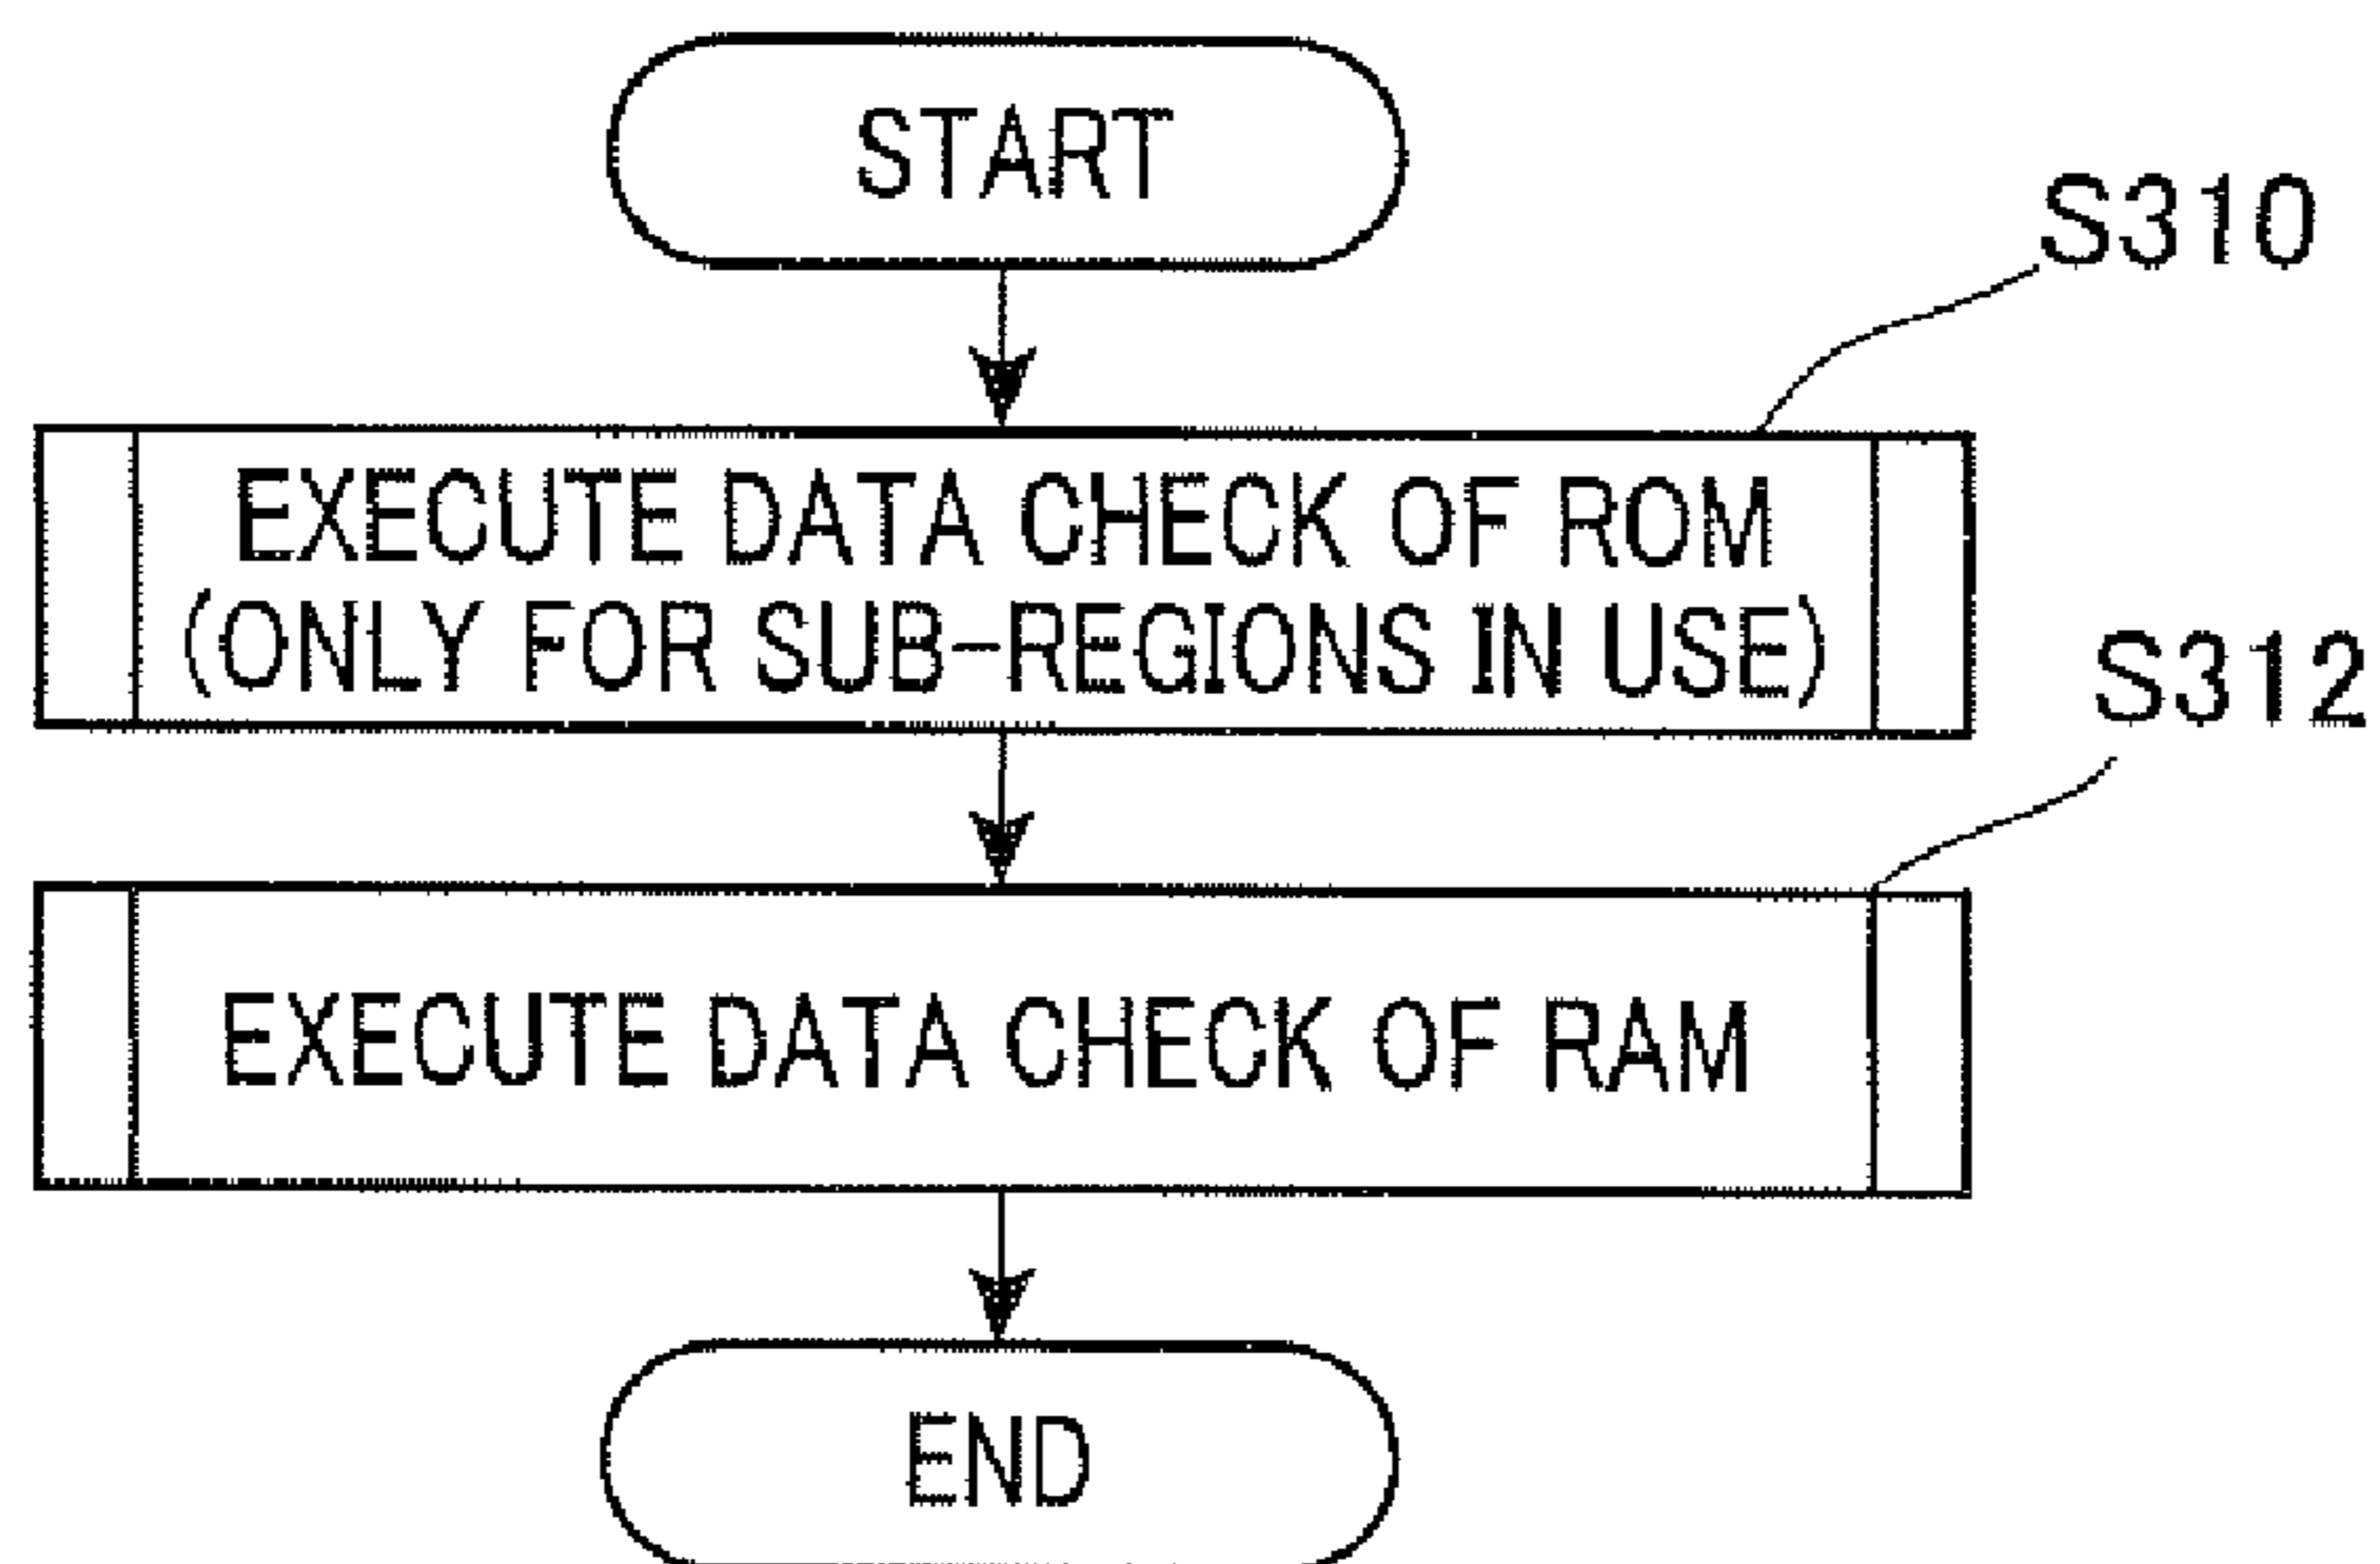 START
S310
EXECUTE DATA CHECK OF ROM
(ONLY FOR SUB-REGIONS IN USE)
S312
EXECUTE DATA CHECK OF RAM
END